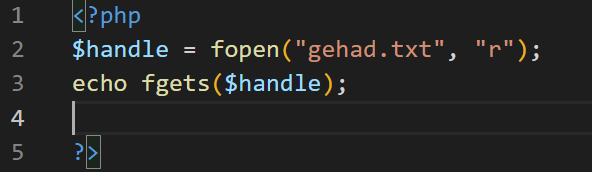 1 <?php
2 $handle = fopen("gehad.txt", "r");
3 echo fgets($handle);
4
5 ?>